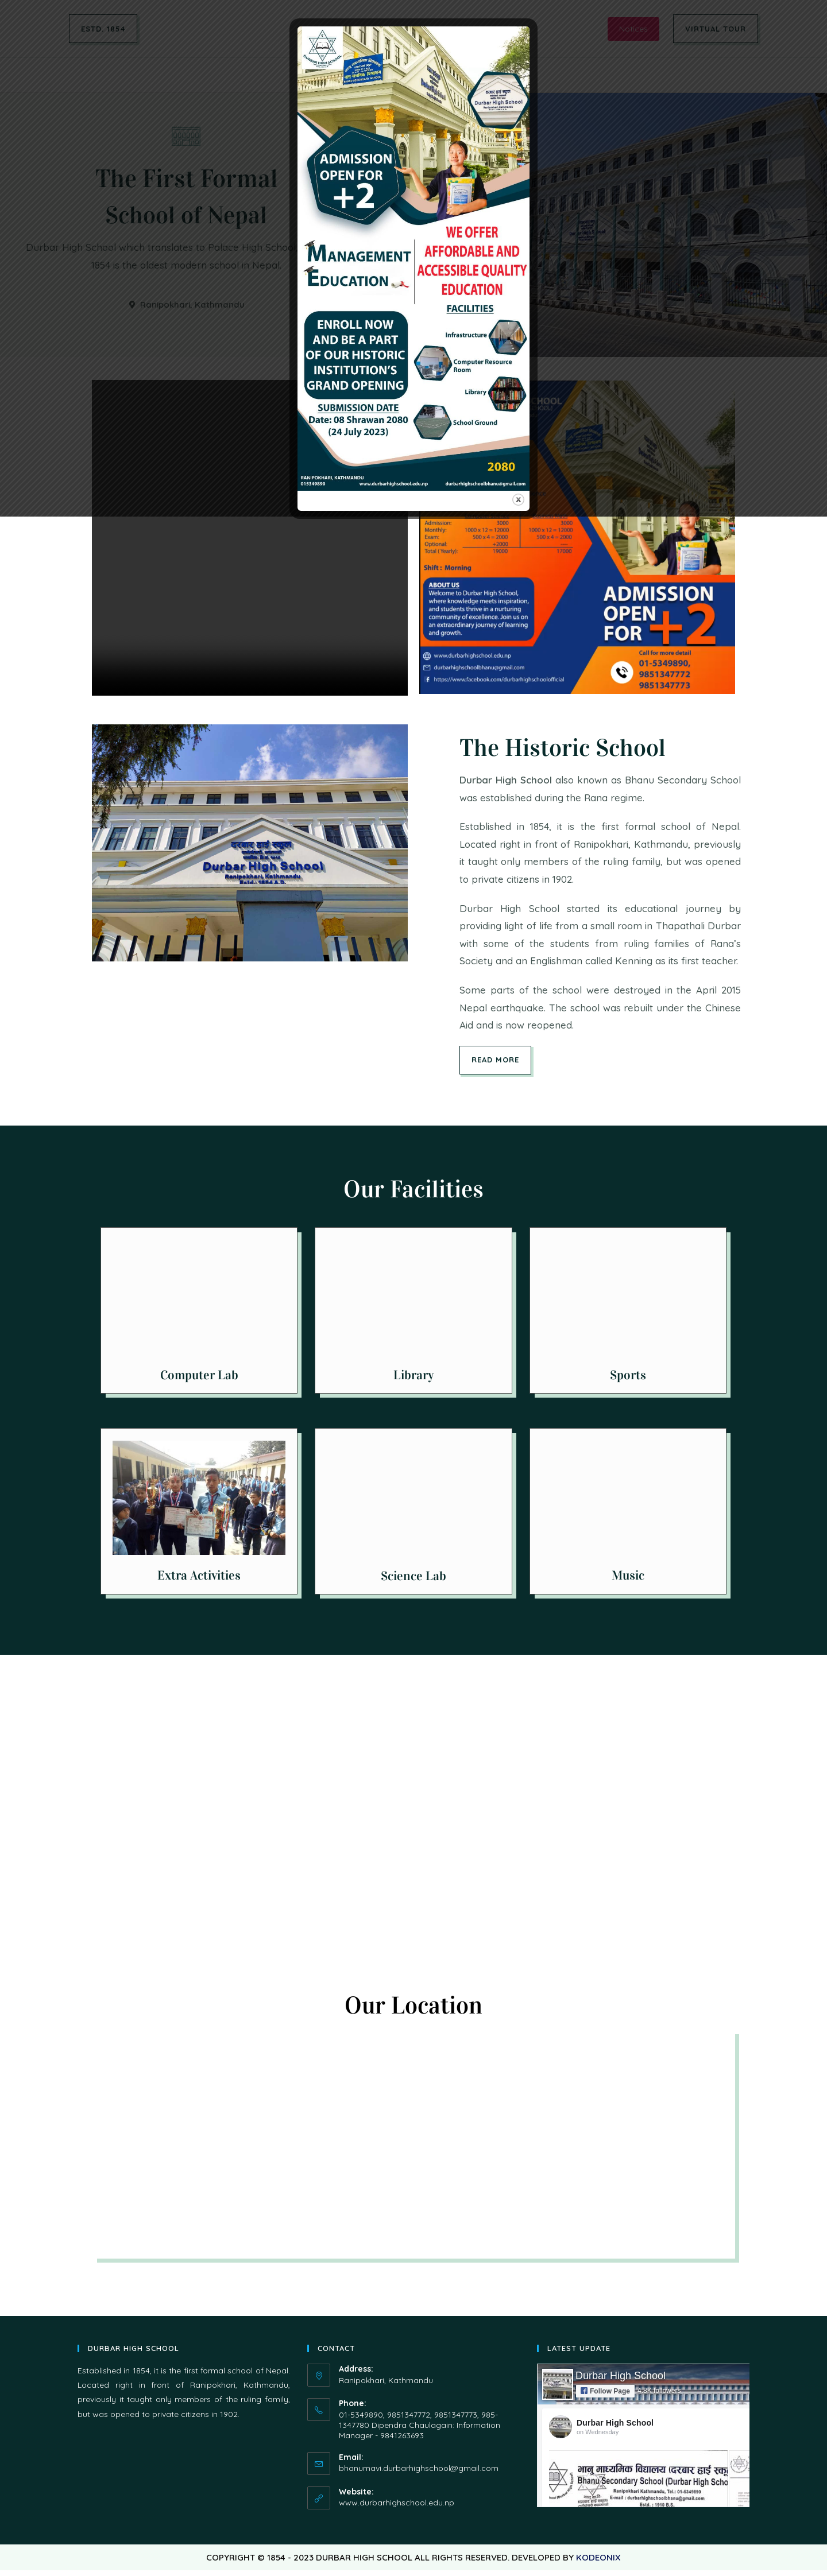 ESTD. 1854
Notices
VIRTUAL TOUR
The First Formal
School of Nepal
Durbar High School which translates to Palace High School
1854 is the oldest modern school in Nepal.
Ranipokhari, Kathmandu
Durbar High School
ADMISSION
OPEN FOR
+2
MANAGEMENT
EDUCATION
WE OFFER
AFFORDABLE AND
ACCESSIBLE QUALITY
EDUCATION
FACILITIES
Infrastructure
Computer Resource
Room
Library
School Ground
ENROLL NOW
AND BE A PART
OF OUR HISTORIC
INSTITUTION'S
GRAND OPENING
SUBMISSION DATE
Date: 08 Shrawan 2080
(24 July 2023)
2080
RANIPOKHARI, KATHMANDU
015349890
www.durbarhighschool.edu.np
durbarhighschoolbhanu@gmail.com
X
Admission: 3000 3000
Monthly: 1000 x 12 = 12000 1000 x 12 = 12000
Exam: 500 x 4 = 2000 500 x 4 = 2000
Optional: +2000
Total (Yearly): 19000 17000
Shift : Morning
ABOUT US
Welcome to Durbar High School,
where knowledge meets inspiration,
and students thrive in a nurturing
community of excellence. Join us on
an extraordinary journey of learning
and growth.
www.durbarhighschool.edu.np
durbarhighschoolbhanu@gmail.com
https://www.facebook.com/durbarhighschoolofficial
ADMISSION
OPEN
FOR +2
Call for more detail
01-5349890,
9851347772
9851347773
दरबार हाई स्कूल
Durbar High School
Ranipokhari, Kathmandu
Estd.: 1854 A.D.
The Historic School
Durbar High School also known as Bhanu Secondary School
was established during the Rana regime.
Established in 1854, it is the first formal school of Nepal.
Located right in front of Ranipokhari, Kathmandu, previously
it taught only members of the ruling family, but was opened
to private citizens in 1902.
Durbar High School started its educational journey by
providing light of life from a small room in Thapathali Durbar
with some of the students from ruling families of Rana's
Society and an Englishman called Kenning as its first teacher.
Some parts of the school were destroyed in the April 2015
Nepal earthquake. The school was rebuilt under the Chinese
Aid and is now reopened.
READ MORE
Our Facilities
Computer Lab
Library
Sports
Extra Activities
Science Lab
Music
Our Location
DURBAR HIGH SCHOOL
Established in 1854, it is the first formal school of Nepal.
Located right in front of Ranipokhari, Kathmandu,
previously it taught only members of the ruling family,
but was opened to private citizens in 1902.
CONTACT
Address:
Ranipokhari, Kathmandu
Phone:
01-5349890, 9851347772, 9851347773, 985-
1347780 Dipendra Chaulagain: Information
Manager - 9841263693
Email:
bhanumavi.durbarhighschool@gmail.com
Website:
www.durbarhighschool.edu.np
LATEST UPDATE
Durbar High School
Follow Page
Durbar High School
on Wednesday
भानु माध्यमिक विद्यालय (दरबार हाई स्कूल)
Bhanu Secondary School (Durbar High School)
Ranipokhari Kathmandu, Tel.: 01-5349890
E-mail : durbarhighschoolbhanu@gmail.com
Estd.: 1910 B.S.
COPYRIGHT © 1854 - 2023 DURBAR HIGH SCHOOL ALL RIGHTS RESERVED. DEVELOPED BY KODEONIX